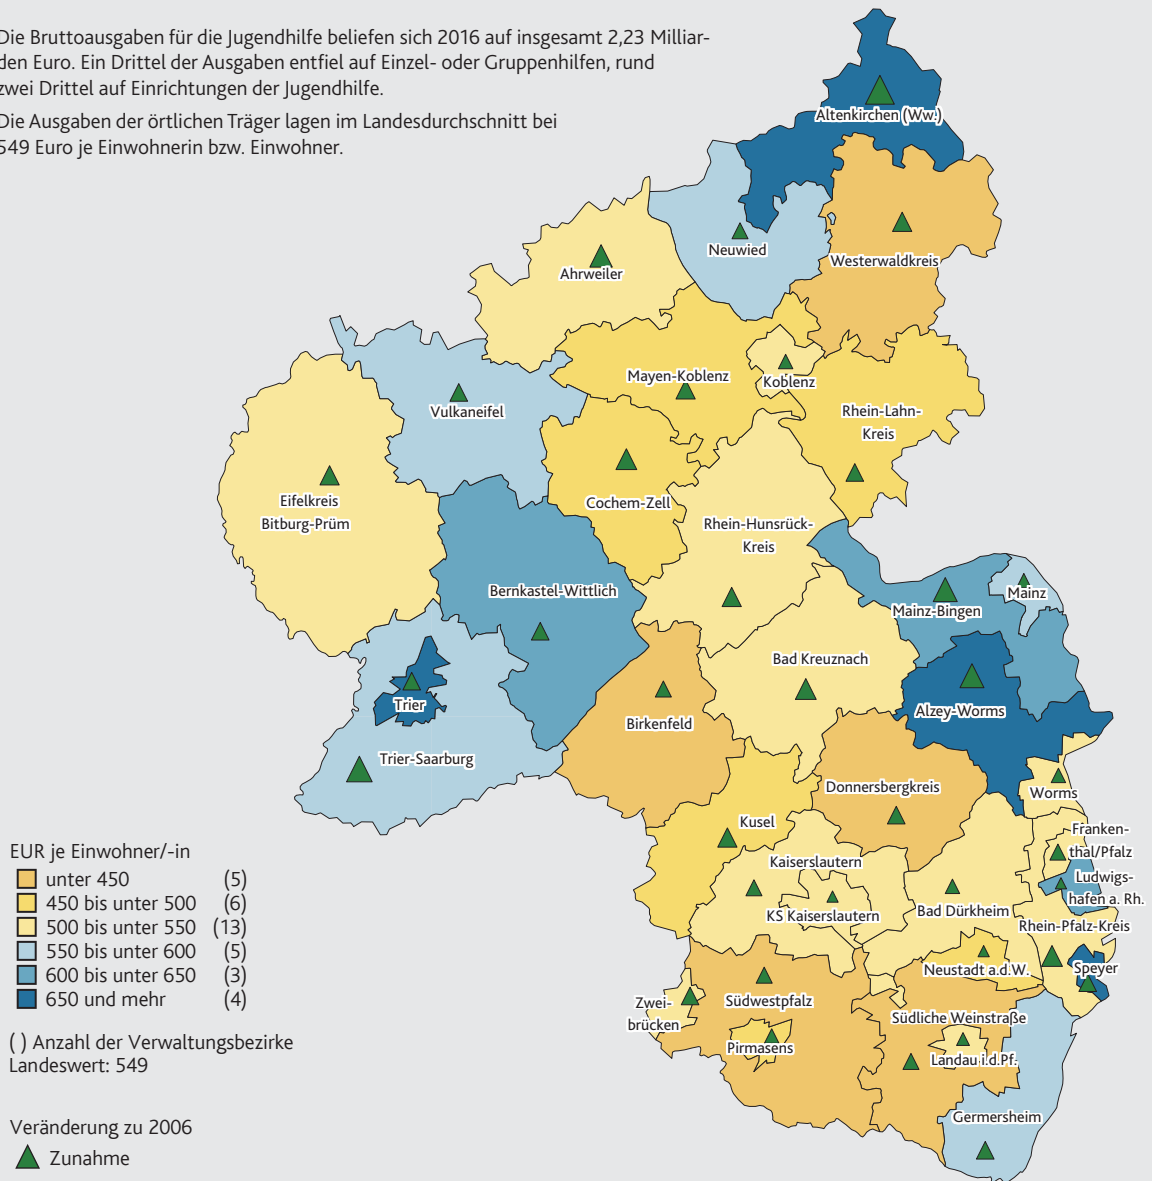 Die Bruttoausgaben für die Jugendhilfe beliefen sich 2016 auf insgesamt 2,23 Milliar-
den Euro. Ein Drittel der Ausgaben entfiel auf Einzel- oder Gruppenhilfen, rund
zwei Drittel auf Einrichtungen der Jugendhilfe.
Die Ausgaben der örtlichen Träger lagen im Landesdurchschnitt bei
549 Euro je Einwohnerin bzw. Einwohner.
Altenkirchen (Ww.)
Neuwied
Westerwaldkreis
Ahrweiler
Mayen-Koblenz
Koblenz
Vulkaneifel
Rhein-Lahn-
Kreis
Eifelkreis
Bitburg-Prüm
Cochem-Zell
Rhein-Hunsrück-
Kreis
Bernkastel-Wittlich
Mainz-Bingen
Mainz
Bad Kreuznach
Trier
Birkenfeld
Alzey-Worms
Trier-Saarburg
Donnersbergkreis
Worms
Kusel
Franken-
thal/Pfalz
Kaiserslautern
Ludwigs-
hafen a. Rh.
KS Kaiserslautern
Bad Dürkheim
Rhein-Pfalz-Kreis
Neustadt a.d.W.
Speyer
Zwei-
brücken
Südwestpfalz
Südliche Weinstraße
Pirmasens
Landau i.d.Pf.
Germersheim
EUR je Einwohner/-in
unter 450 (5)
450 bis unter 500 (6)
500 bis unter 550 (13)
550 bis unter 600 (5)
600 bis unter 650 (3)
650 und mehr (4)
( ) Anzahl der Verwaltungsbezirke
Landeswert: 549
Veränderung zu 2006
Zunahme